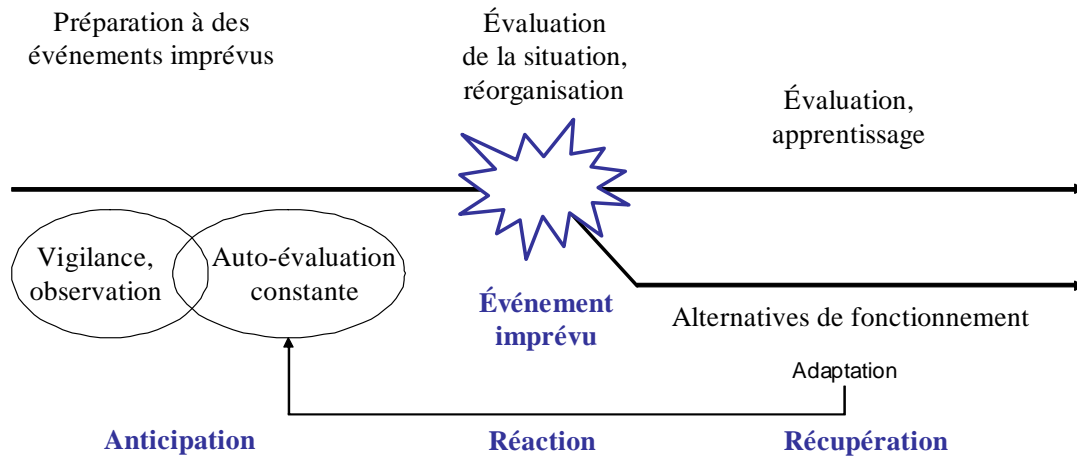 Préparation à des
événements imprévus
Évaluation
de la situation,
réorganisation
Évaluation,
apprentissage
Vigilance,
observation
Auto-évaluation
constante
Événement
imprévu
Alternatives de fonctionnement
Adaptation
Anticipation
Réaction
Récupération